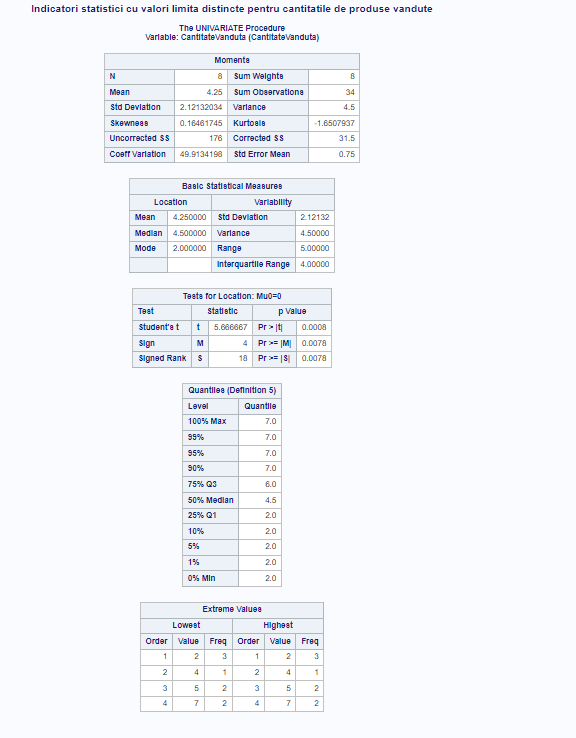 Indicatori statistici cu valori limita distincte pentru cantitatile de produse vandute
The UNIVARIATE Procedure
Variable: CantitateVanduta (CantitateVanduta)
Moments
N 8 Sum Weights 8
Mean 4.25 Sum Observations 34
Std Deviation 2.12132034 Variance 4.5
Skewness 0.16461745 Kurtosis -1.6507937
Uncorrected SS 176 Corrected SS 31.5
Coeff Variation 49.9134198 Std Error Mean 0.75
Basic Statistical Measures
Location Variability
Mean 4.250000 Std Deviation 2.12132
Median 4.500000 Variance 4.50000
Mode 2.000000 Range 5.00000
Interquartile Range 4.00000
Tests for Location: Mu0=0
Test Statistic p Value
Student's t t 5.666667 Pr > |t| 0.0008
Sign M 4 Pr >= |M| 0.0078
Signed Rank S 18 Pr >= |S| 0.0078
Quantiles (Definition 5)
Level Quantile
100% Max 7.0
99% 7.0
95% 7.0
90% 7.0
75% Q3 6.0
50% Median 4.5
25% Q1 2.0
10% 2.0
5% 2.0
1% 2.0
0% Min 2.0
Extreme Values
Lowest Highest
Order Value Freq Order Value Freq
1 2 3 1 2 3
2 4 1 2 4 1
3 5 2 3 5 2
4 7 2 4 7 2